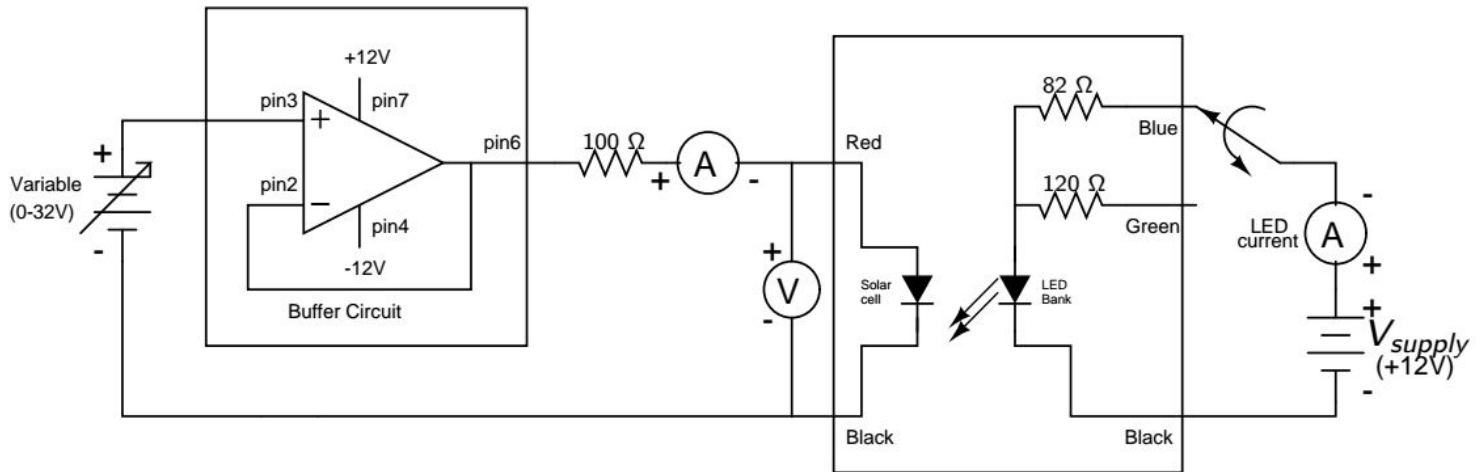 +12V
pin3
pin7
+
pin6
pin2
−
pin4
-12V
Buffer Circuit
+
Variable
(0-32V)
-
100 Ω
A
+
-
+
V
-
Red
Black
Solar
cell
LED
Bank
82 Ω
Blue
120 Ω
Green
Black
LED
current
-
A
+
+
Vsupply
(+12V)
-